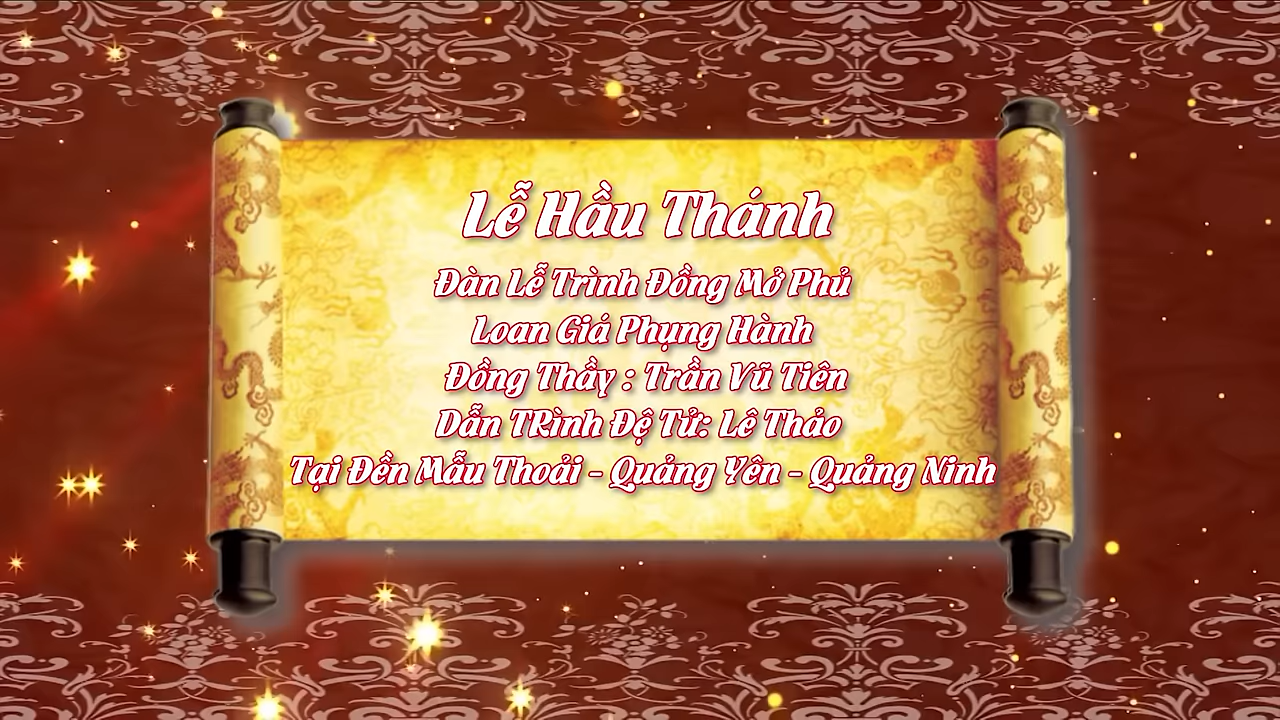 Lễ Hầu Thánh
Đàn Lễ Trình Đồng Mở Phủ
Loan Giá Phụng Hành
Đồng Thầy : Trần Vũ Tiên
Dẫn TRình Đệ Tử: Lê Thảo
Tại Đền Mẫu Thoải - Quảng Yên - Quảng Ninh